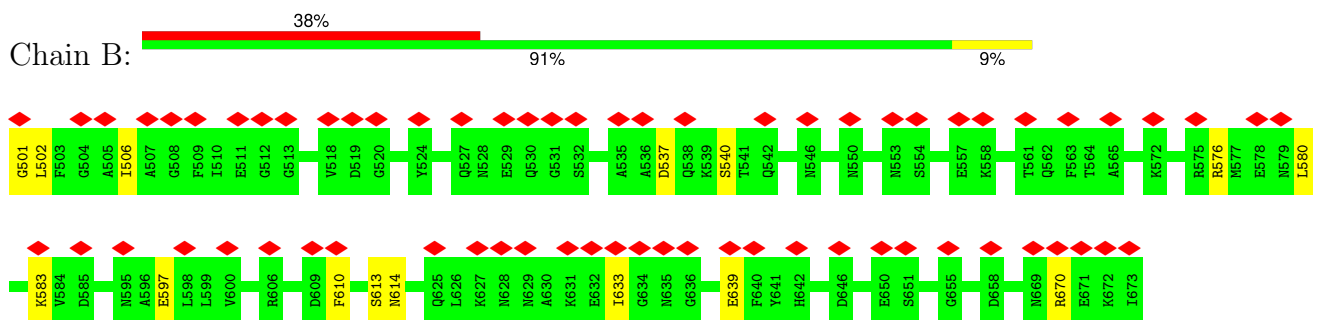 38%
Chain B:
91%
9%
G501 L502 F503 G504 A505 I506 A507 G508 F509 I510 E511 G512 G513 V518 D519 G520 Y524 Q527 N528 E529 Q530 G531 S532 A535 A536 D537 Q538 K539 S540 T541 Q542 N546 N550 N553 S554 E557 K558 T561 Q562 F563 T564 A565 K572 R575 R576 M577 E578 N579 L580
K583 V584 D585 N595 A596 E597 L598 L599 V600 R606 D609 F610 S613 N614 Q625 L626 K627 N628 N629 A630 K631 E632 I633 G634 N635 G636 E639 F640 Y641 H642 D646 E650 S651 G655 D658 N669 R670 E671 K672 I673